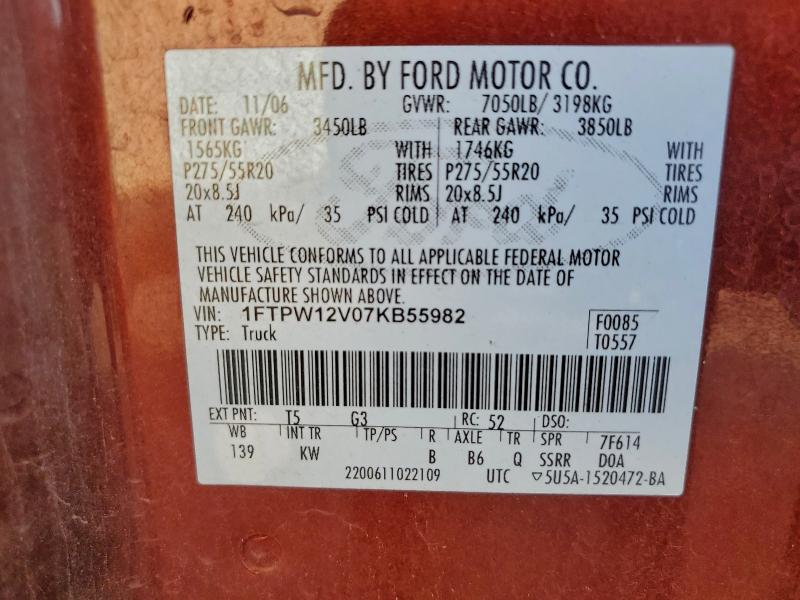 MFD. BY FORD MOTOR CO.
DATE: 11/06 GVWR: 7050LB/ 3198KG
FRONT GAWR: 3450LB REAR GAWR: 3850LB
1565KG WITH 1746KG WITH
P275/55R20 TIRES P275/55R20 TIRES
20x8.5J RIMS 20x8.5J RIMS
AT 240 kPa/ 35 PSI COLD AT 240 kPa/ 35 PSI COLD
THIS VEHICLE CONFORMS TO ALL APPLICABLE FEDERAL MOTOR
VEHICLE SAFETY STANDARDS IN EFFECT ON THE DATE OF
MANUFACTURE SHOWN ABOVE.
VIN: 1FTPW12V07KB55982 F0085
TYPE: Truck T0557
EXT PNT: T5 G3 RC: 52 DSO:
WB INT TR TP/PS R AXLE TR SPR 7F614
139 KW B B6 Q SSRR D0A
2200611022109 UTC ▽5U5A-1520472-BA